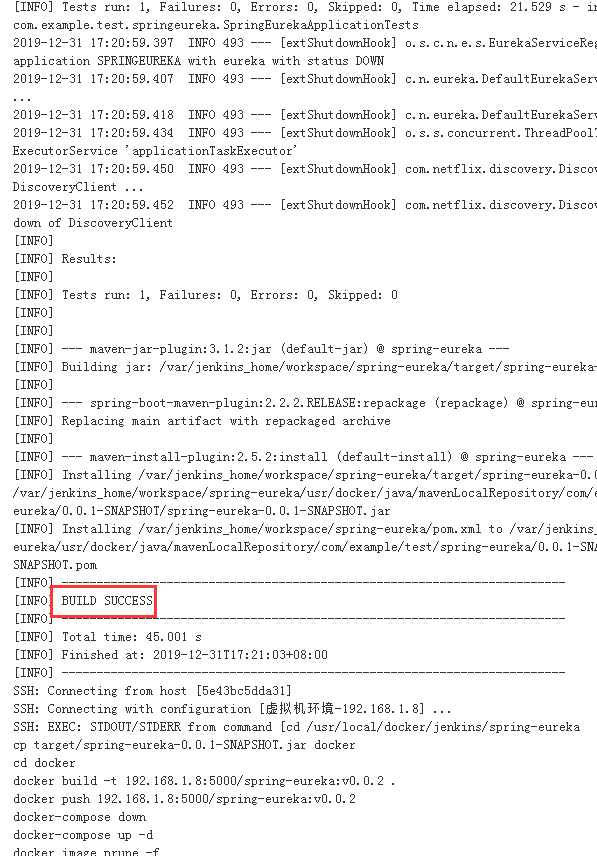 [INFO] Tests run: 1, Failures: 0, Errors: 0, Skipped: 0, Time elapsed: 21.529 s - i
com.example.test.springeureka.SpringEurekaApplicationTests
2019-12-31 17:20:59.397  INFO 493 --- [extShutdownHook] o.s.c.n.e.s.EurekaServiceReg
application SPRINGEUREKA with eureka with status DOWN
2019-12-31 17:20:59.407  INFO 493 --- [extShutdownHook] c.n.eureka.DefaultEurekaServ
...
2019-12-31 17:20:59.418  INFO 493 --- [extShutdownHook] c.n.eureka.DefaultEurekaServ
2019-12-31 17:20:59.434  INFO 493 --- [extShutdownHook] o.s.s.concurrent.ThreadPoolT
ExecutorService 'applicationTaskExecutor'
2019-12-31 17:20:59.450  INFO 493 --- [extShutdownHook] com.netflix.discovery.Discov
DiscoveryClient ...
2019-12-31 17:20:59.452  INFO 493 --- [extShutdownHook] com.netflix.discovery.Discov
down of DiscoveryClient
[INFO]
[INFO] Results:
[INFO]
[INFO] Tests run: 1, Failures: 0, Errors: 0, Skipped: 0
[INFO]
[INFO]
[INFO] --- maven-jar-plugin:3.1.2:jar (default-jar) @ spring-eureka ---
[INFO] Building jar: /var/jenkins_home/workspace/spring-eureka/target/spring-eureka-
[INFO]
[INFO] --- spring-boot-maven-plugin:2.2.2.RELEASE:repackage (repackage) @ spring-eu
[INFO] Replacing main artifact with repackaged archive
[INFO]
[INFO] --- maven-install-plugin:2.5.2:install (default-install) @ spring-eureka ---
[INFO] Installing /var/jenkins_home/workspace/spring-eureka/target/spring-eureka-0.0
/var/jenkins_home/workspace/spring-eureka/usr/docker/java/mavenLocalRepository/com/e
eureka/0.0.1-SNAPSHOT/spring-eureka-0.0.1-SNAPSHOT.jar
[INFO] Installing /var/jenkins_home/workspace/spring-eureka/pom.xml to /var/jenkins_
eureka/usr/docker/java/mavenLocalRepository/com/example/test/spring-eureka/0.0.1-SNA
SNAPSHOT.pom
[INFO] ------------------------------------------------------------------------
[INFO] BUILD SUCCESS
[INFO] ------------------------------------------------------------------------
[INFO] Total time: 45.001 s
[INFO] Finished at: 2019-12-31T17:21:03+08:00
[INFO] ------------------------------------------------------------------------
SSH: Connecting from host [5e43bc5dda31]
SSH: Connecting with configuration [虚拟机环境-192.168.1.8] ...
SSH: EXEC: STDOUT/STDERR from command [cd /usr/local/docker/jenkins/spring-eureka
cp target/spring-eureka-0.0.1-SNAPSHOT.jar docker
cd docker
docker build -t 192.168.1.8:5000/spring-eureka:v0.0.2 .
docker push 192.168.1.8:5000/spring-eureka:v0.0.2
docker-compose down
docker-compose up -d
docker image prune -f